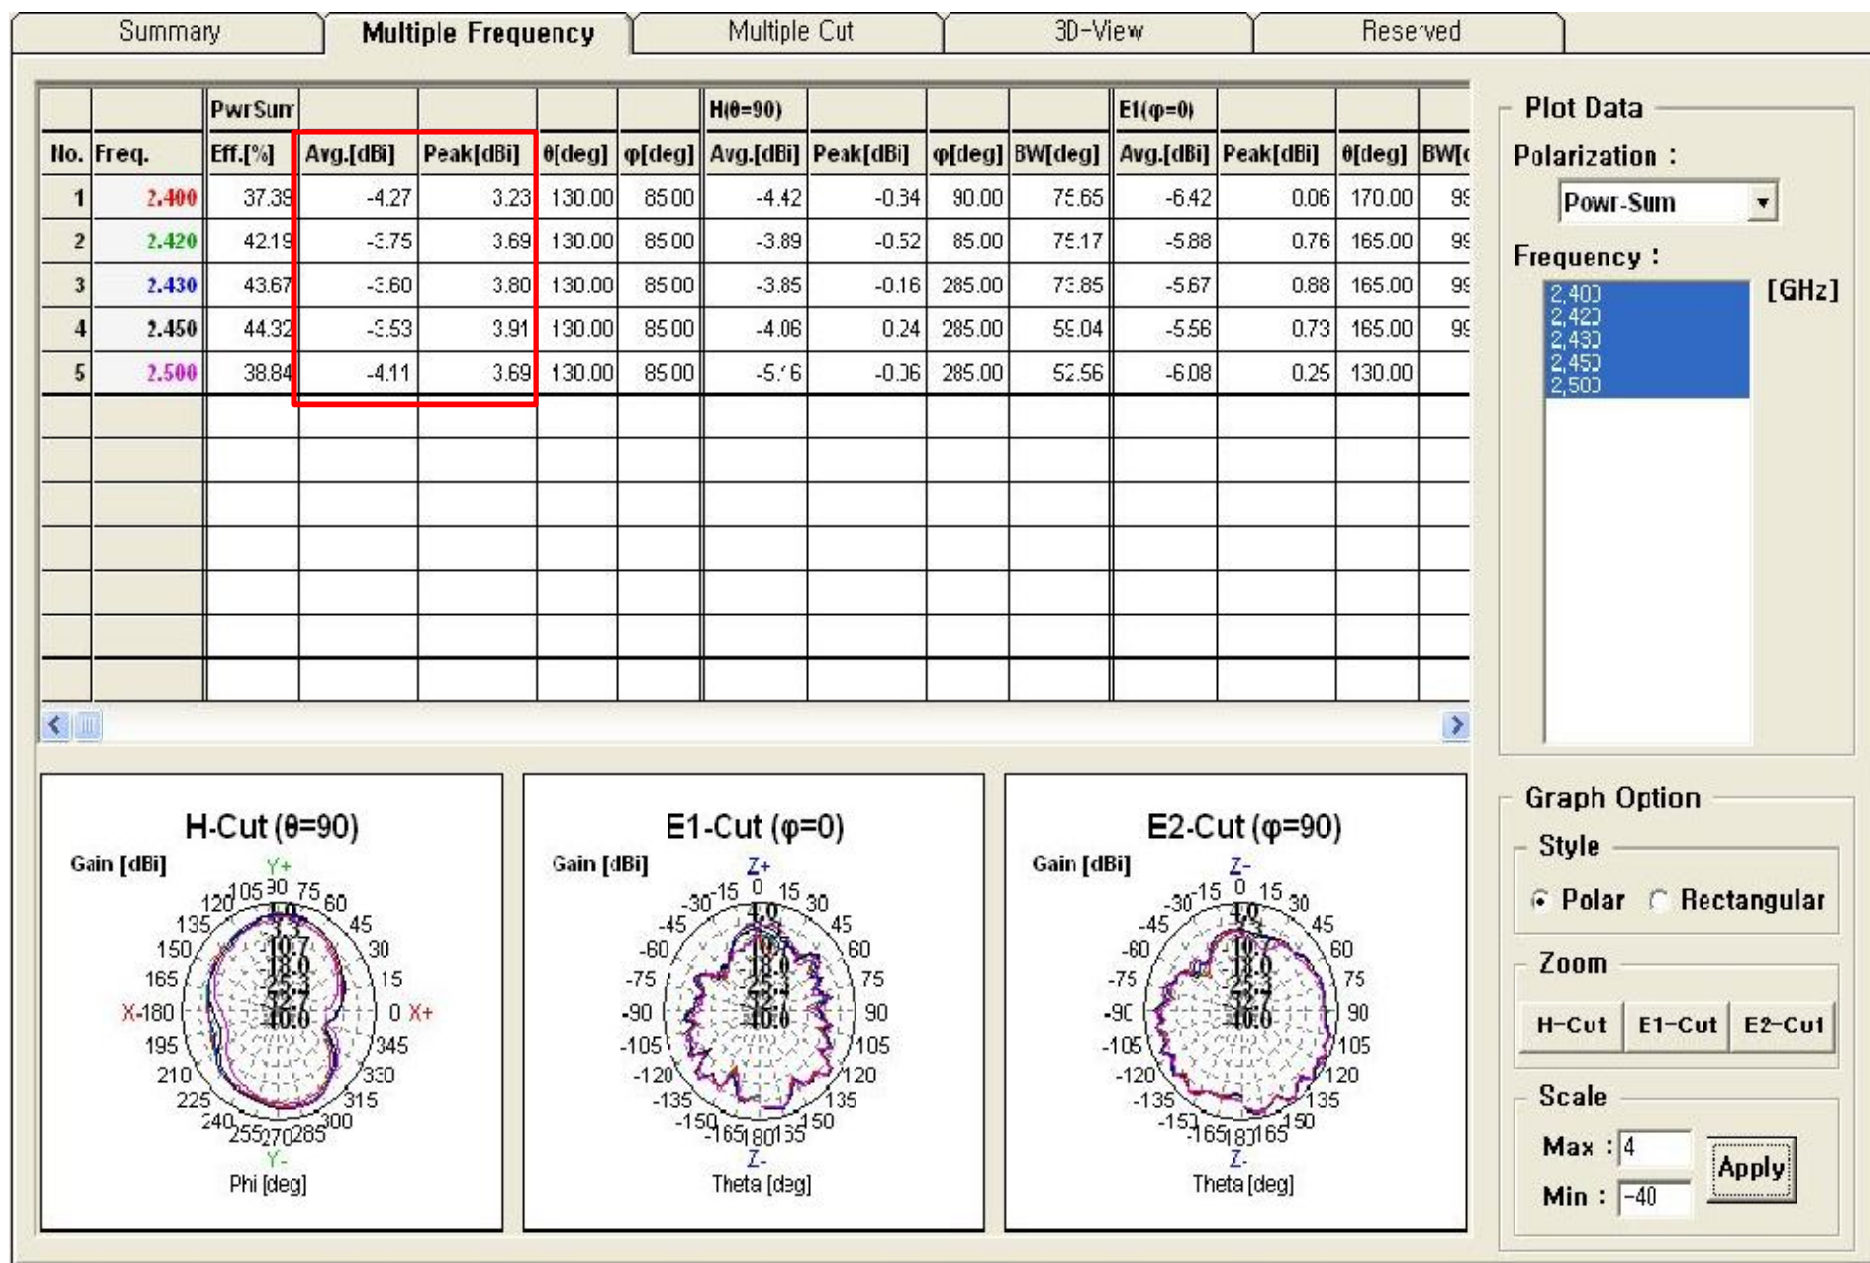 Summary Multiple Frequency Multiple Cut 3D-View Reserved
PwrSum H(θ=90) E1(φ=0)
No. Freq. Eff.[%] Avg.[dBi] Peak[dBi] θ[deg] φ[deg] Avg.[dBi] Peak[dBi] φ[deg] BW[deg] Avg.[dBi] Peak[dBi] θ[deg]
1 2.400 37.39 -4.27 3.23 130.00 85.00 -4.42 -0.34 90.00 75.65 -6.42 0.06 170.00
2 2.420 42.19 -3.75 3.69 130.00 85.00 -3.89 -0.52 85.00 75.17 -5.88 0.76 165.00
3 2.430 43.67 -3.60 3.80 130.00 85.00 -3.85 -0.16 285.00 73.85 -5.67 0.88 165.00
4 2.450 44.32 -3.53 3.91 130.00 85.00 -4.06 0.24 285.00 59.04 -5.56 0.73 165.00
5 2.500 38.84 -4.11 3.69 130.00 85.00 -5.16 -0.36 285.00 52.56 -6.08 0.25 130.00
Plot Data
Polarization :
Powr-Sum
Frequency :
[GHz]
2,400
2,420
2,430
2,450
2,500
H-Cut (θ=90)
Gain [dBi]
Y+
X-
X+
Y-
Phi [deg]
E1-Cut (φ=0)
Gain [dBi]
Z+
Z-
Theta [deg]
E2-Cut (φ=90)
Gain [dBi]
Z-
Theta [deg]
Graph Option
Style
Polar Rectangular
Zoom
H-Cut E1-Cut E2-Cut
Scale
Max : 4
Min : -40
Apply